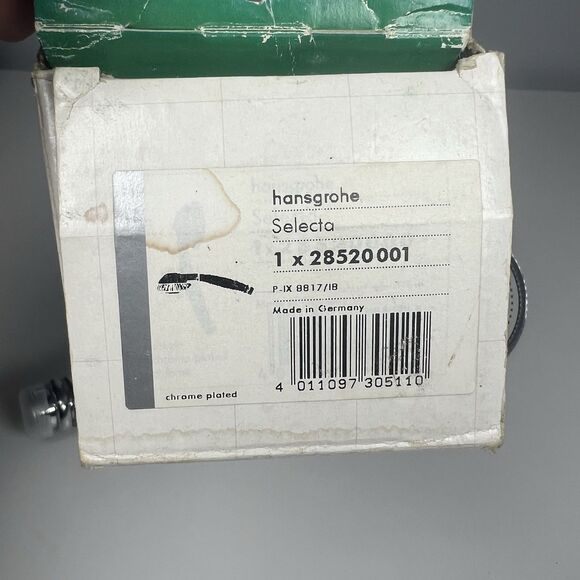 hansgrohe
Selecta
1 x 28520001
P-IX 8817/IB
Made in Germany
4 011097 305110
chrome plated